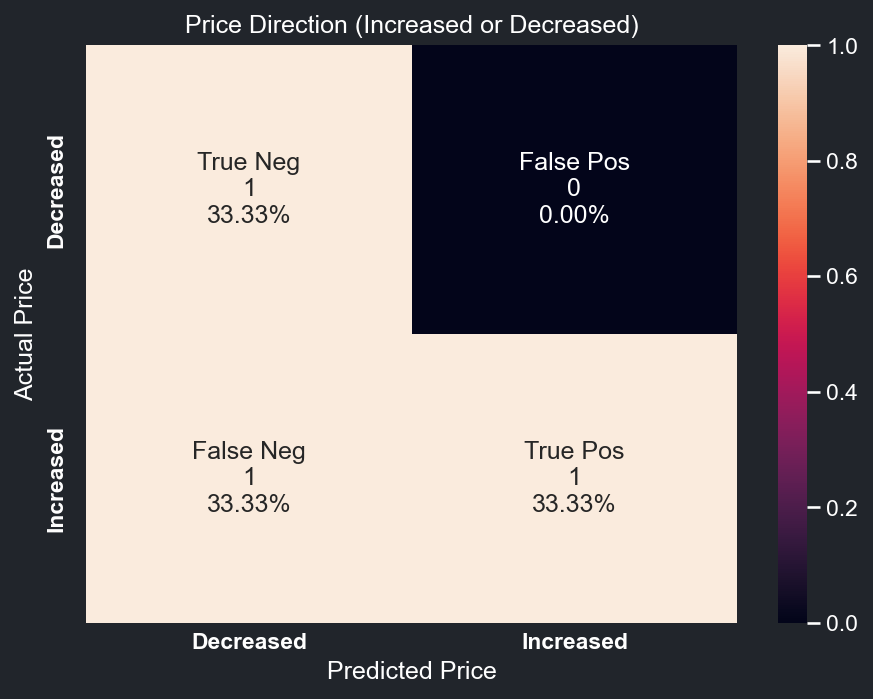 Price Direction (Increased or Decreased)
Actual Price
Decreased
True Neg
1
33.33%
False Pos
0
0.00%
Increased
False Neg
1
33.33%
True Pos
1
33.33%
Decreased
Increased
Predicted Price
1.0
0.8
0.6
0.4
0.2
0.0